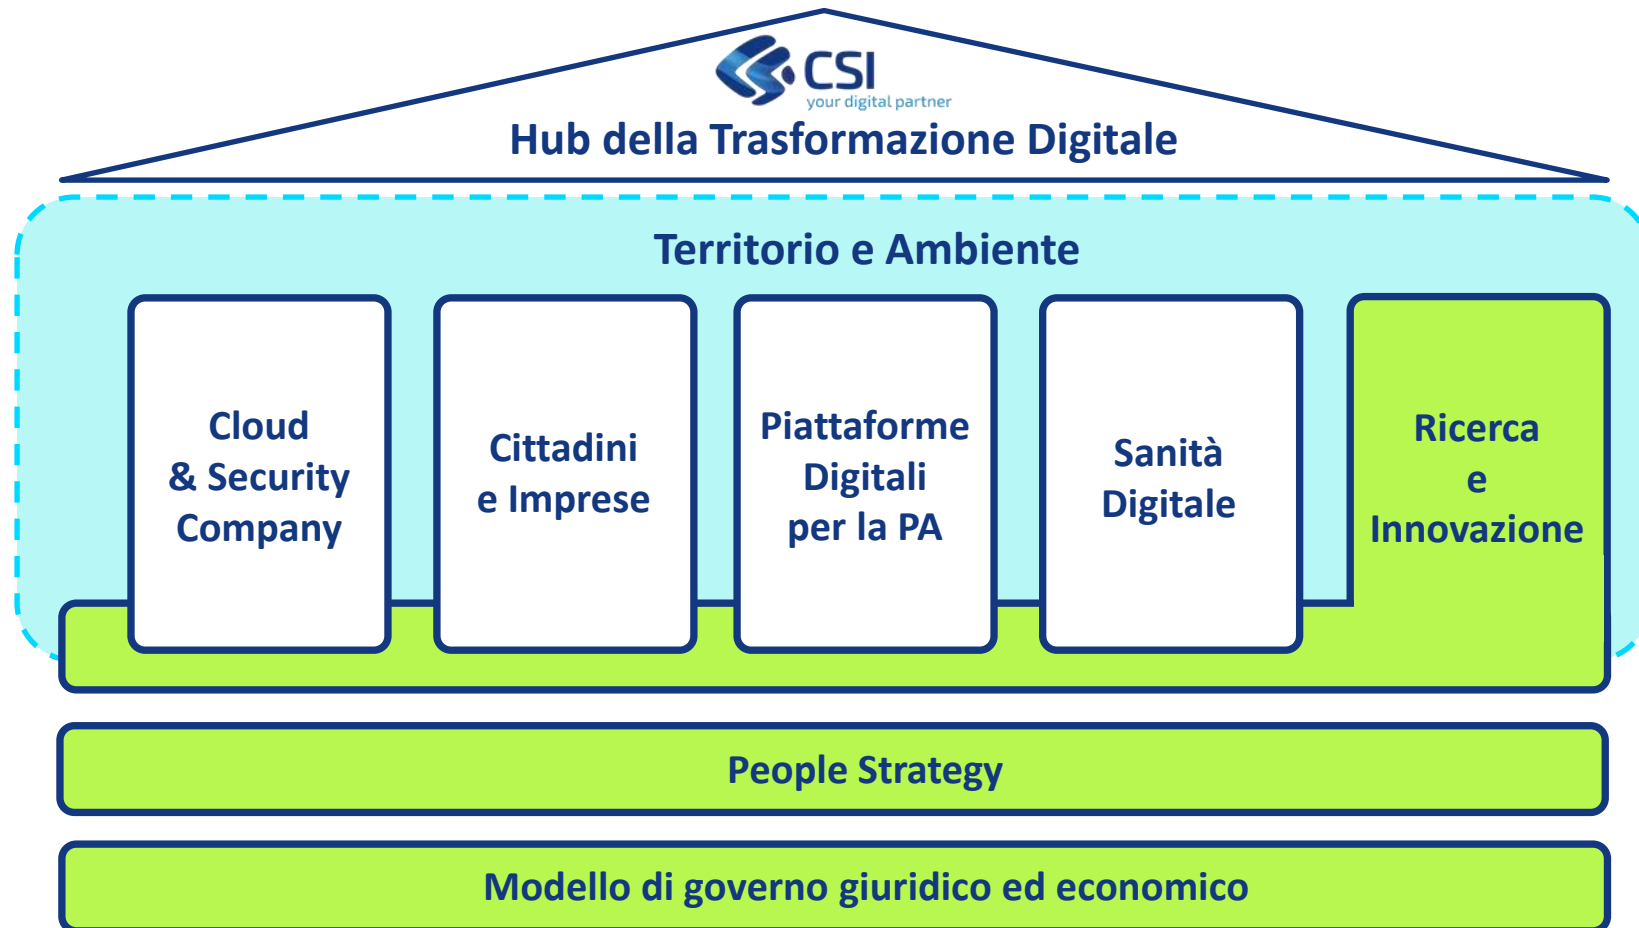 CSI
your digital partner
Hub della Trasformazione Digitale
Territorio e Ambiente
Cloud
& Security
Company
Cittadini
e Imprese
Piattaforme
Digitali
per la PA
Sanità
Digitale
Ricerca
e
Innovazione
People Strategy
Modello di governo giuridico ed economico